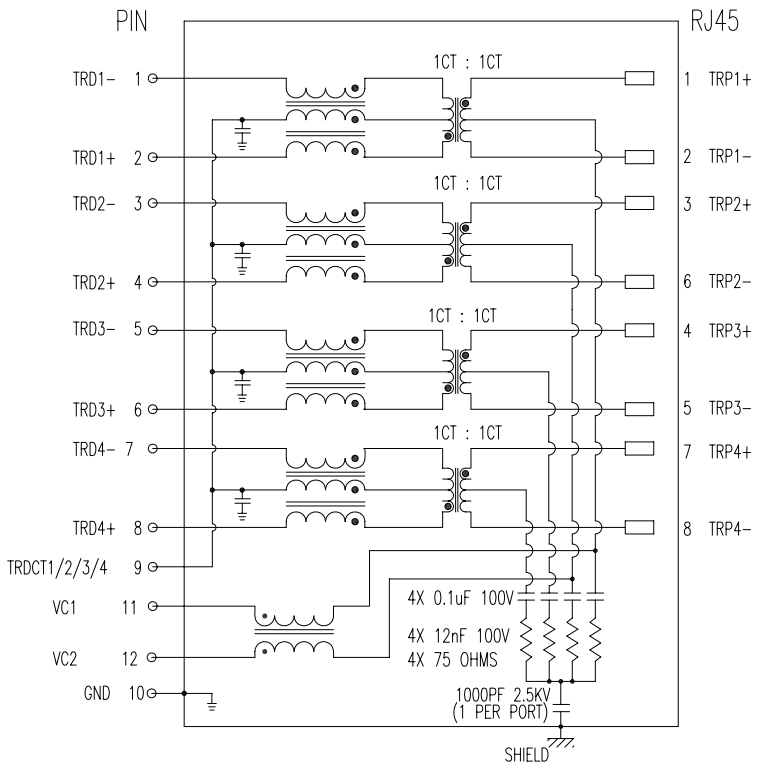 PIN RJ45
1CT : 1CT
TRD1- 1 1 TRP1+
TRD1+ 2 2 TRP1-
1CT : 1CT
TRD2- 3 3 TRP2+
TRD2+ 4 6 TRP2-
1CT : 1CT
TRD3- 5 4 TRP3+
TRD3+ 6 5 TRP3-
1CT : 1CT
TRD4- 7 7 TRP4+
TRD4+ 8 8 TRP4-
TRDCT1/2/3/4 9
VC1 11 4X 0.1uF 100V
4X 12nF 100V
VC2 12 4X 75 OHMS
GND 10 1000PF 2.5KV
(1 PER PORT)
SHIELD